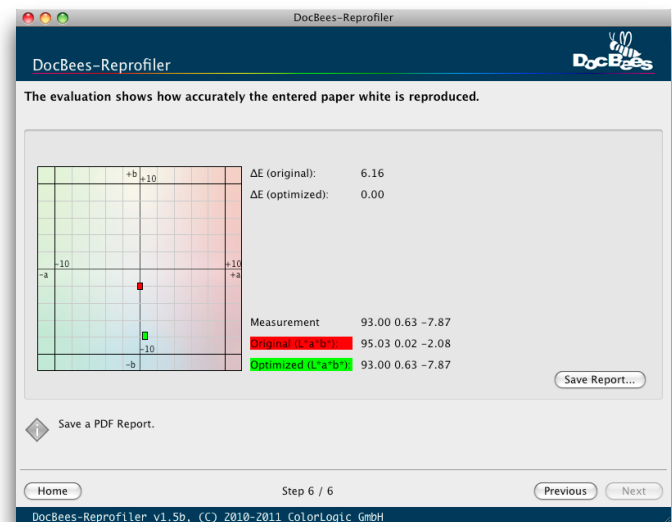 DocBees-Reprofiler
DocBees-Reprofiler
DocBees
The evaluation shows how accurately the entered paper white is reproduced.
+b
+10
-10
-a
+10
+a
-10
-b
ΔE (original): 6.16
ΔE (optimized): 0.00
Measurement 93.00 0.63 -7.87
Original (L*a*b*): 95.03 0.02 -2.08
Optimized (L*a*b*): 93.00 0.63 -7.87
Save Report...
Save a PDF Report.
Home
Step 6 / 6
Previous
Next
DocBees-Reprofiler v1.5b, (C) 2010-2011 ColorLogic GmbH